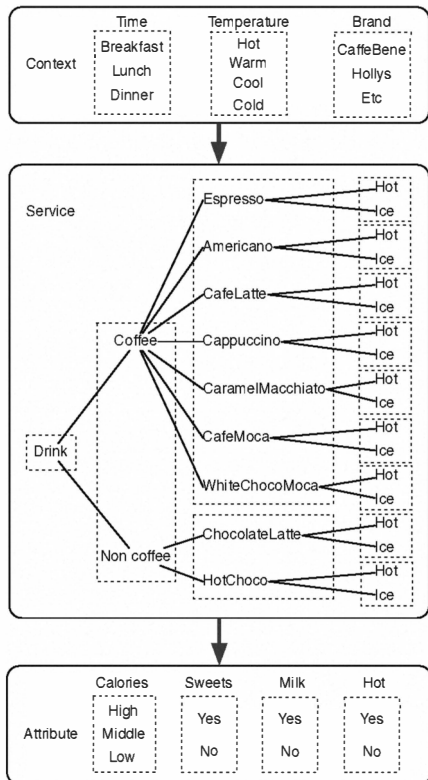 Time Temperature Brand
Context
Breakfast
Lunch
Dinner
Hot
Warm
Cool
Cold
CaffeBene
Hollys
Etc
Service
Drink
Coffee
Non coffee
Espresso
Hot
Ice
Americano
Hot
Ice
CafeLatte
Hot
Ice
Cappuccino
Hot
Ice
CaramelMacchiato
Hot
Ice
CafeMoca
Hot
Ice
WhiteChocoMoca
Hot
Ice
ChocolateLatte
Hot
Ice
HotChoco
Hot
Ice
Calories Sweets Milk Hot
Attribute
High
Middle
Low
Yes
No
Yes
No
Yes
No